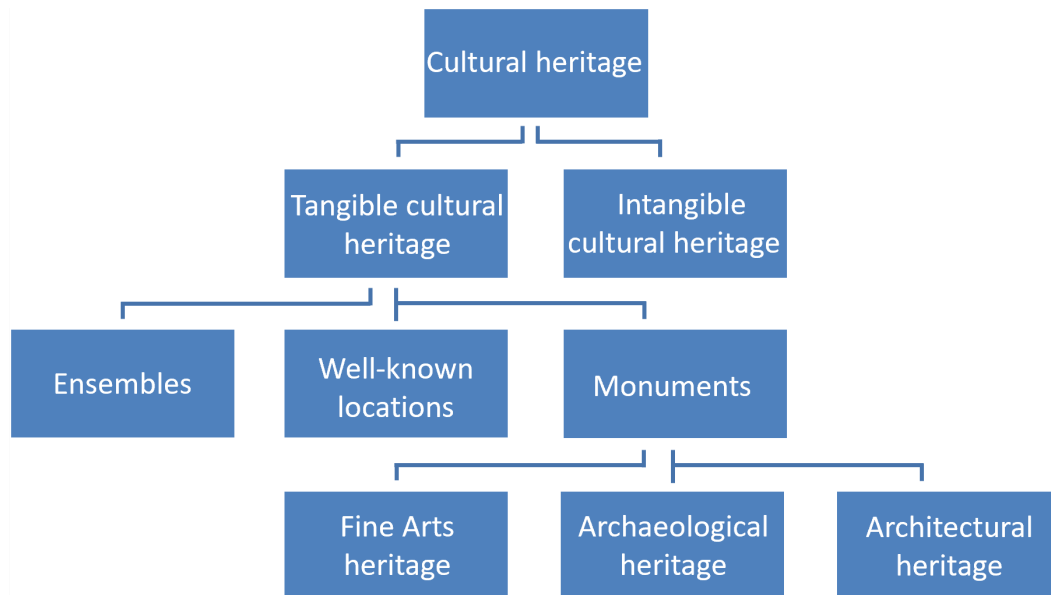 Cultural heritage
Tangible cultural
heritage
Intangible
cultural heritage
Ensembles
Well-known
locations
Monuments
Fine Arts
heritage
Archaeological
heritage
Architectural
heritage